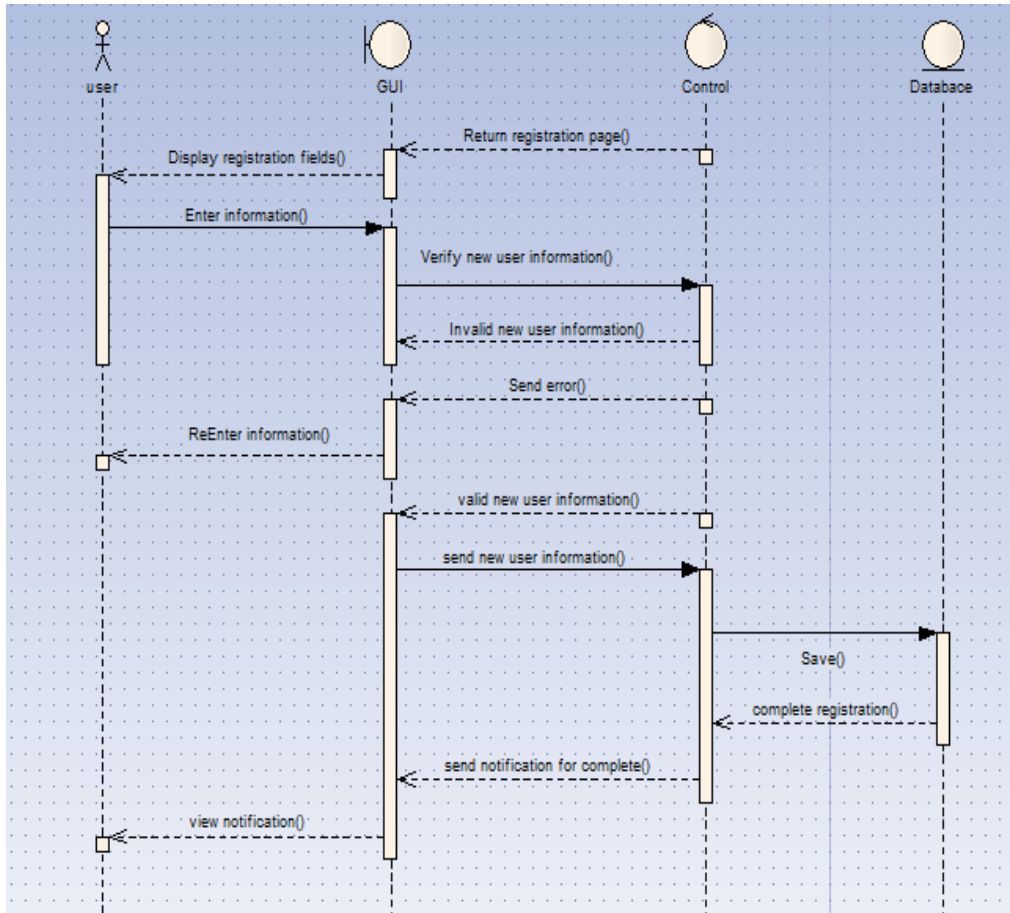 user
GUI
Control
Databace
Return registration page()
Display registration fields()
Enter information()
Verify new user information()
Invalid new user information()
Send error()
ReEnter information()
valid new user information()
send new user information()
Save()
complete registration()
send notification for complete()
view notification()